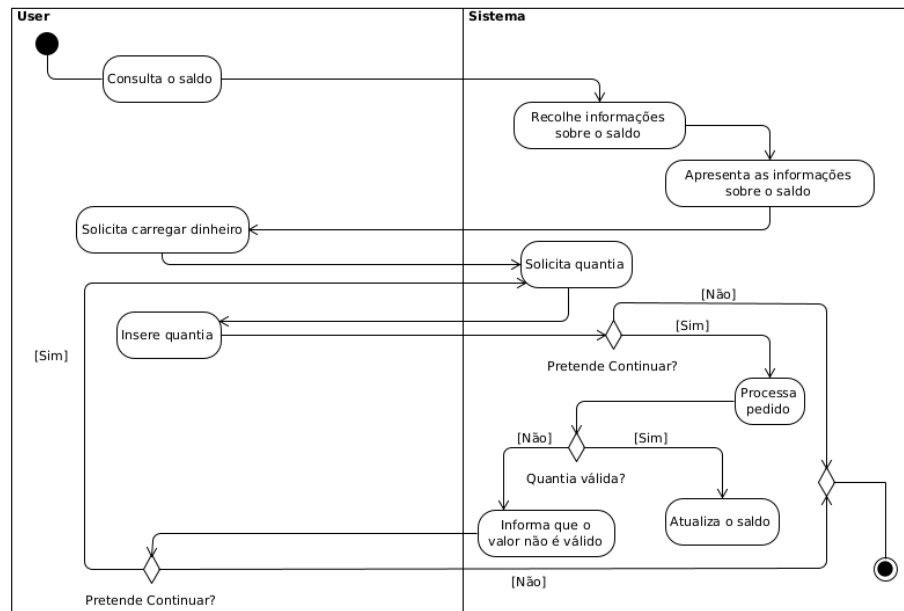 User
Sistema
Consulta o saldo
Recolhe informações
sobre o saldo
Apresenta as informações
sobre o saldo
Solicita carregar dinheiro
Solicita quantia
[Não]
Insere quantia
[Sim]
[Sim]
Pretende Continuar?
Processa
pedido
[Não]
[Sim]
Quantia válida?
Informa que o
valor não é válido
Atualiza o saldo
[Não]
Pretende Continuar?